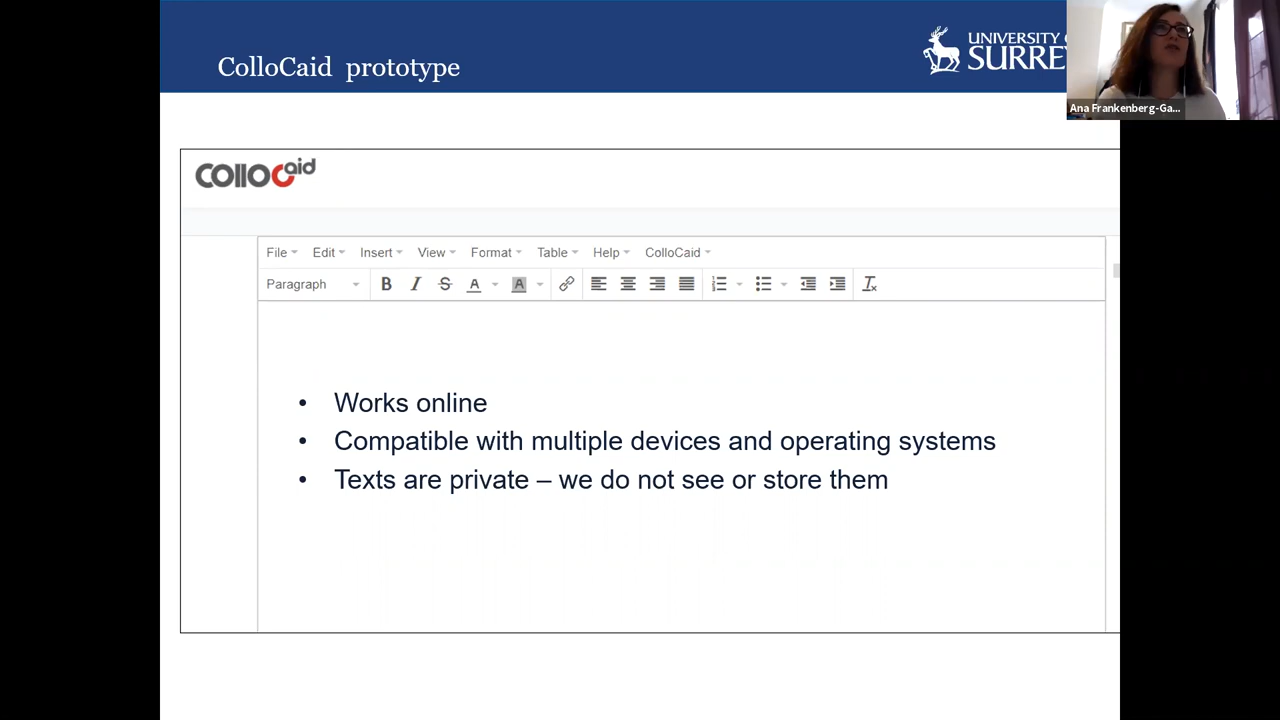 ColloCaid prototype
UNIVERSITY O
SURREY
Ana Frankenberg-Ga...
ColloCaid
File Edit Insert View Format Table Help ColloCaid
Paragraph B I S A A
• Works online
• Compatible with multiple devices and operating systems
• Texts are private – we do not see or store them